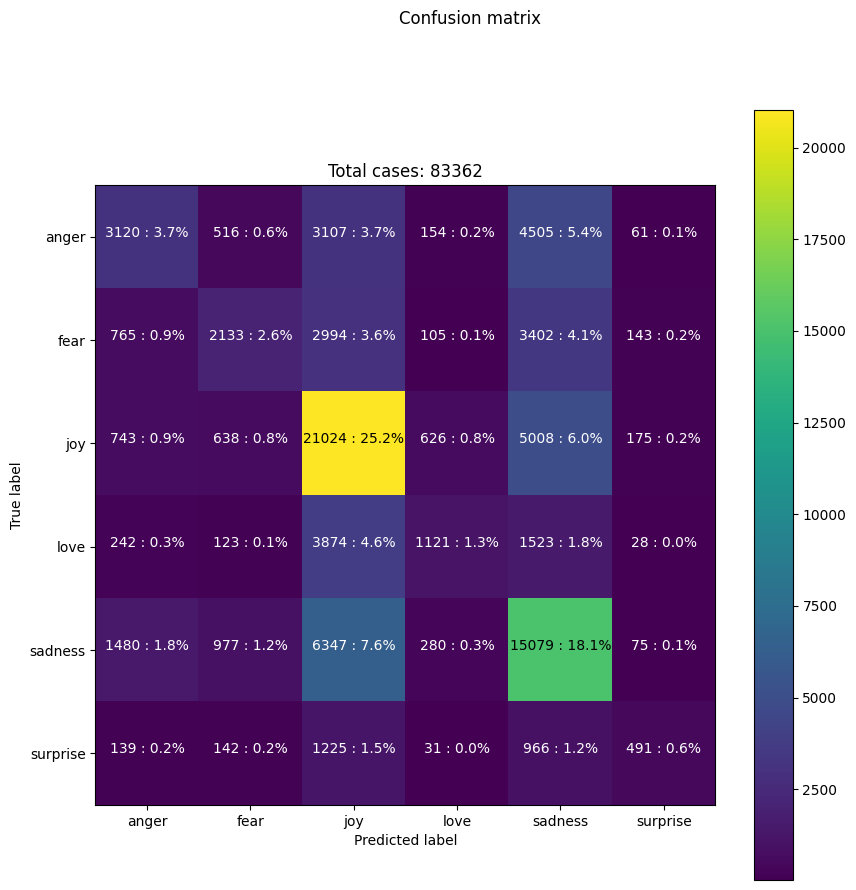 Confusion matrix
Total cases: 83362
anger 3120 : 3.7% 516 : 0.6% 3107 : 3.7% 154 : 0.2% 4505 : 5.4% 61 : 0.1%
fear 765 : 0.9% 2133 : 2.6% 2994 : 3.6% 105 : 0.1% 3402 : 4.1% 143 : 0.2%
joy 743 : 0.9% 638 : 0.8% 21024 : 25.2% 626 : 0.8% 5008 : 6.0% 175 : 0.2%
love 242 : 0.3% 123 : 0.1% 3874 : 4.6% 1121 : 1.3% 1523 : 1.8% 28 : 0.0%
sadness 1480 : 1.8% 977 : 1.2% 6347 : 7.6% 280 : 0.3% 15079 : 18.1% 75 : 0.1%
surprise 139 : 0.2% 142 : 0.2% 1225 : 1.5% 31 : 0.0% 966 : 1.2% 491 : 0.6%
anger fear joy love sadness surprise
Predicted label
True label
20000
17500
15000
12500
10000
7500
5000
2500